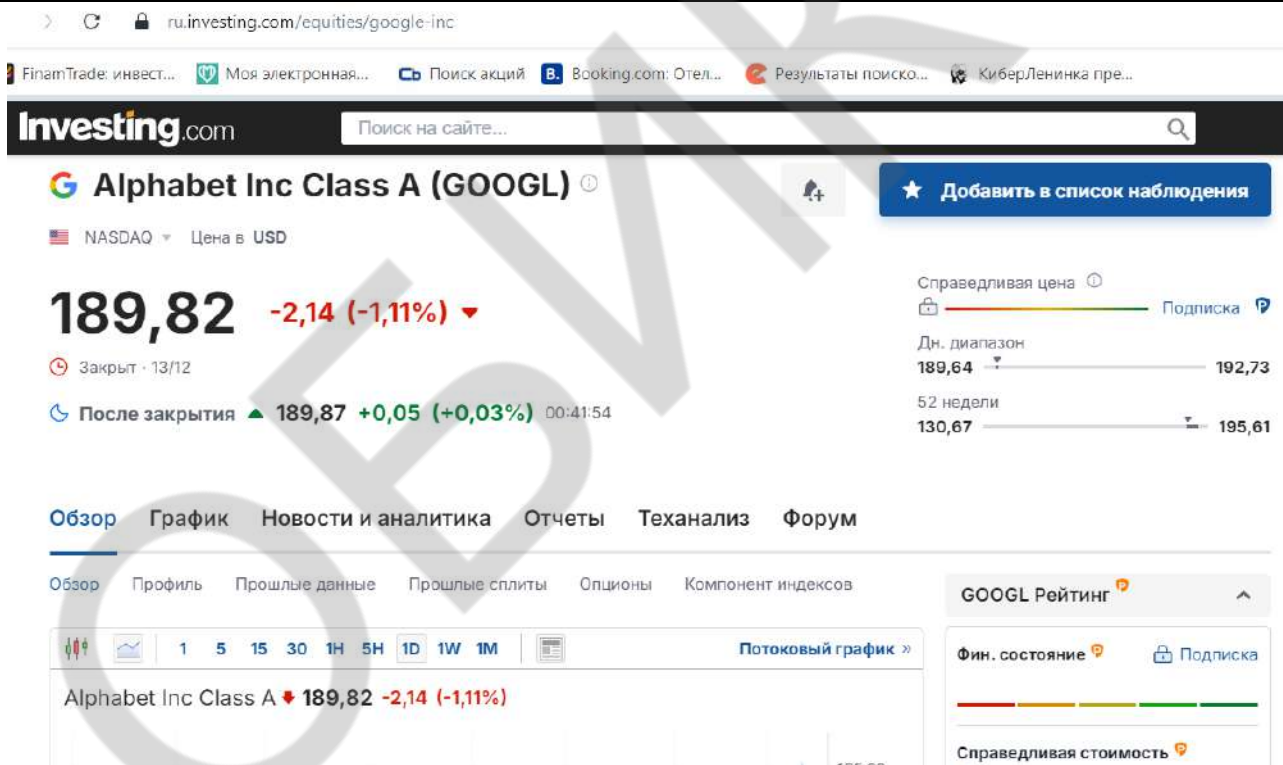 ru.investing.com/equities/google-inc
FinamTrade: инвест... Моя электронная... Cb Поиск акций B. Booking.com: Отел... Результаты поиско... КиберЛенинка пре...
Investing.com Поиск на сайте...
Alphabet Inc Class A (GOOGL) Добавить в список наблюдения
NASDAQ Цена в USD
189,82 -2,14 (-1,11%)
Закрыт · 13/12
После закрытия 189,87 +0,05 (+0,03%) 00:41:54
Справедливая цена
Подписка
Дн. диапазон
189,64 192,73
52 недели
130,67 195,61
Обзор График Новости и аналитика Отчеты Теханализ Форум
Обзор Профиль Прошлые данные Прошлые сплиты Опционы Компонент индексов
1 5 15 30 1H 5H 1D 1W 1M Потоковый график »
Alphabet Inc Class A 189,82 -2,14 (-1,11%)
GOOGL Рейтинг
Фин. состояние Подписка
Справедливая стоимость